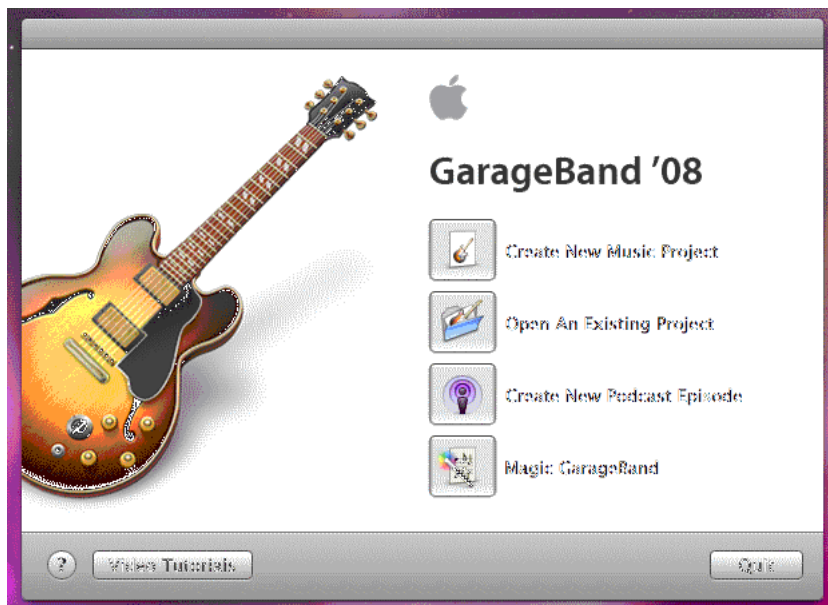 GarageBand ’08
Create New Music Project
Open An Existing Project
Create New Podcast Episode
Magic GarageBand
? Video Tutorials Quit